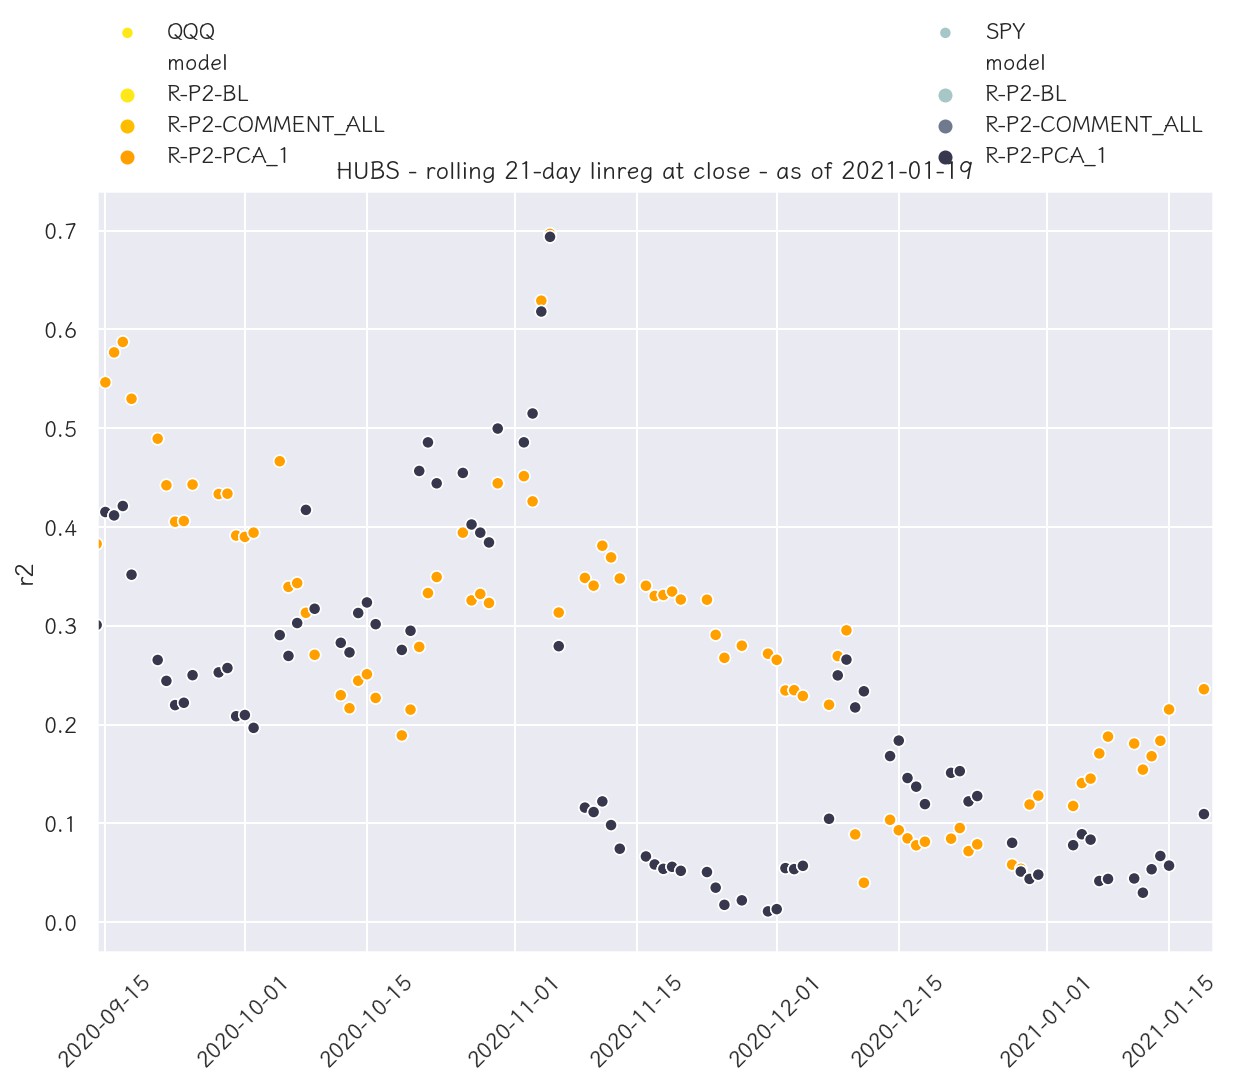 QQQ
model
R-P2-BL
R-P2-COMMENT_ALL
R-P2-PCA_1
SPY
model
R-P2-BL
R-P2-COMMENT_ALL
R-P2-PCA_1
HUBS - rolling 21-day linreg at close - as of 2021-01-19
r2
0.7
0.6
0.5
0.4
0.3
0.2
0.1
0.0
2020-09-15
2020-10-01
2020-10-15
2020-11-01
2020-11-15
2020-12-01
2020-12-15
2021-01-01
2021-01-15